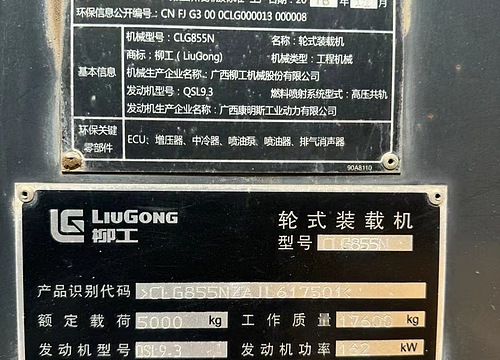 环保信息公开编号：CN FJ G3 00 0CLG000013 000008
机械型号：CLG855N 名称：轮式装载机
商标：柳工（LiuGong） 机械类型：工程机械
基本信息 机械生产企业名称：广西柳工机械股份有限公司
发动机型号：QSL9.3 燃料喷射系统型式：高压共轨
发动机生产企业名称：广西康明斯工业动力有限公司
环保关键
零部件 ECU、增压器、中冷器、喷油泵、喷油器、排气消声器
90A8110
LG LIUGONG 柳工 轮式装载机
型号 CLG855N
产品识别代码 >CLG855NZAJL617501<
额定载荷 5000 kg 工作质量 17600 kg
发动机型号 QSL9.3 发动机功率 162 kW